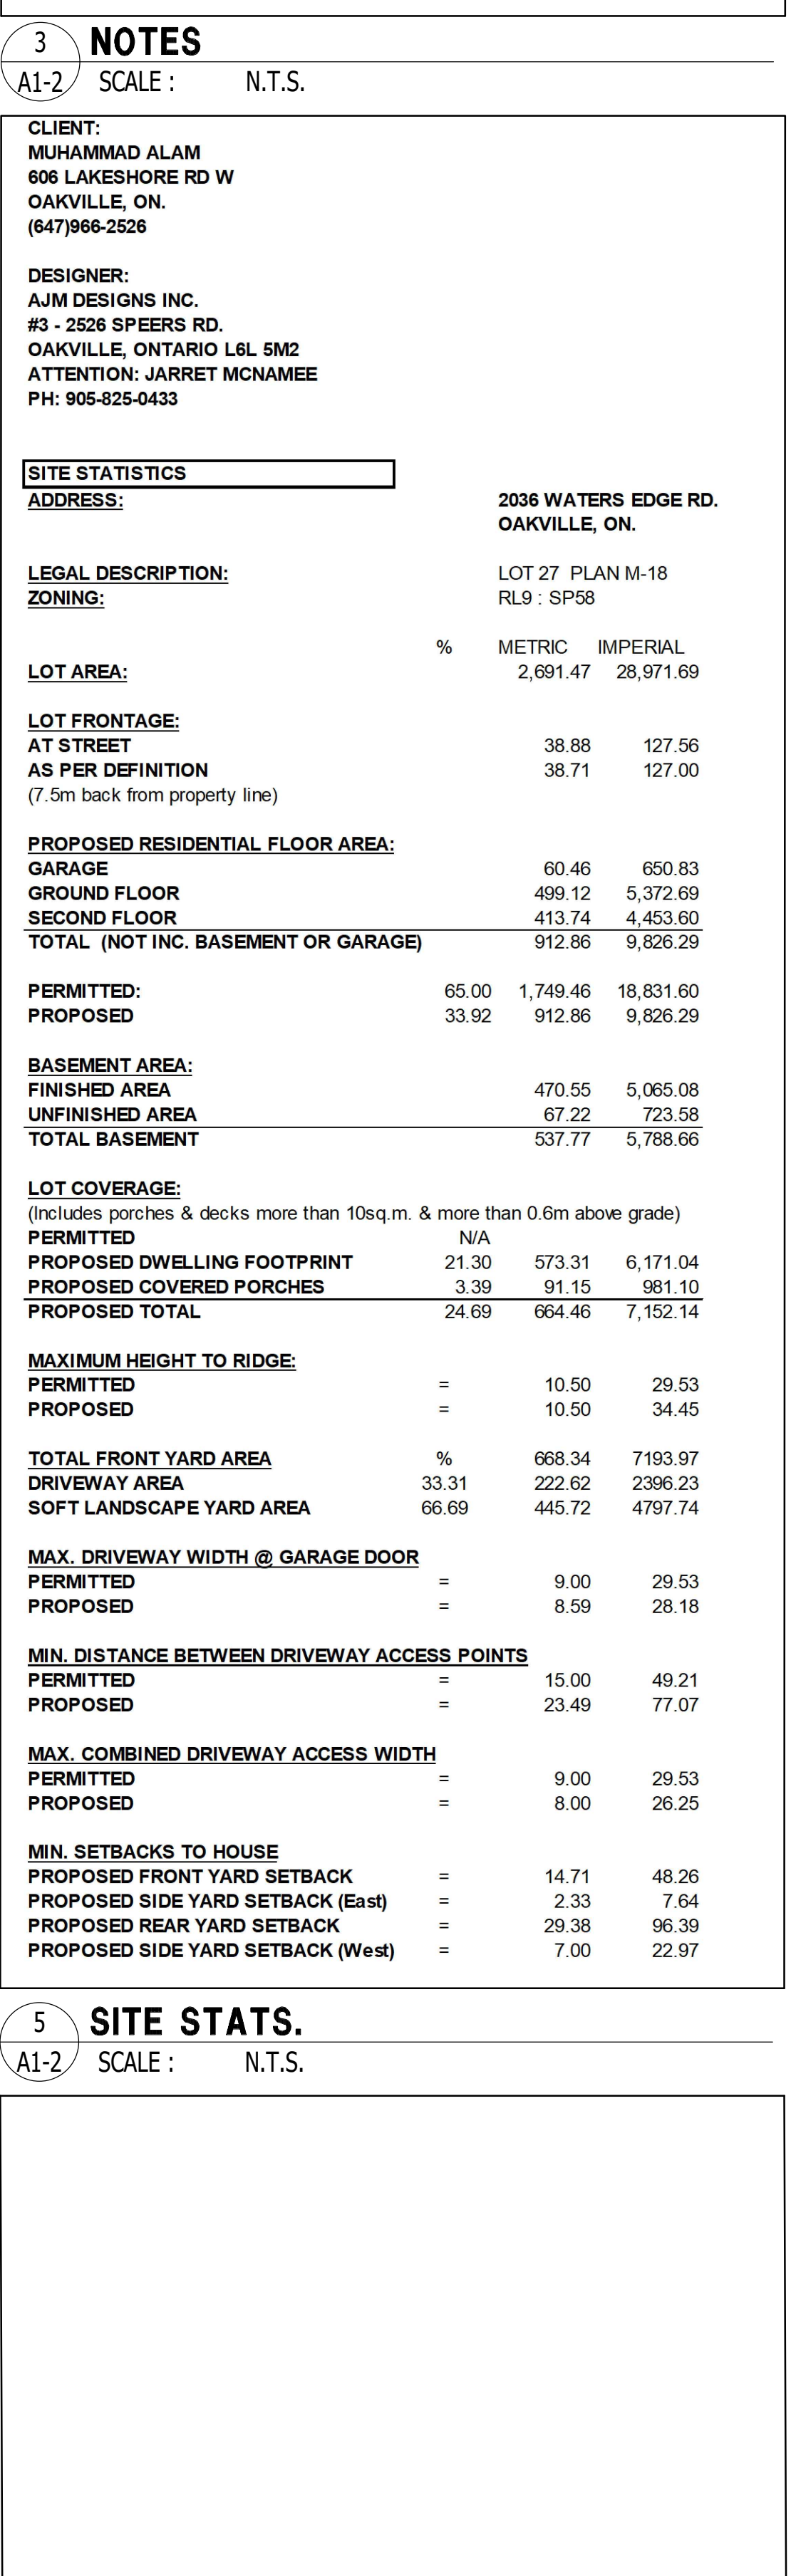 3 NOTES
A1-2 SCALE : N.T.S.
CLIENT:
MUHAMMAD ALAM
606 LAKESHORE RD W
OAKVILLE, ON.
(647)966-2526
DESIGNER:
AJM DESIGNS INC.
#3 - 2526 SPEERS RD.
OAKVILLE, ONTARIO L6L 5M2
ATTENTION: JARRET MCNAMEE
PH: 905-825-0433
SITE STATISTICS
ADDRESS: 2036 WATERS EDGE RD.
OAKVILLE, ON.
LEGAL DESCRIPTION: LOT 27 PLAN M-18
ZONING: RL9 : SP58
% METRIC IMPERIAL
LOT AREA: 2,691.47 28,971.69
LOT FRONTAGE:
AT STREET 38.88 127.56
AS PER DEFINITION 38.71 127.00
(7.5m back from property line)
PROPOSED RESIDENTIAL FLOOR AREA:
GARAGE 60.46 650.83
GROUND FLOOR 499.12 5,372.69
SECOND FLOOR 413.74 4,453.60
TOTAL (NOT INC. BASEMENT OR GARAGE) 912.86 9,826.29
PERMITTED: 65.00 1,749.46 18,831.60
PROPOSED 33.92 912.86 9,826.29
BASEMENT AREA:
FINISHED AREA 470.55 5,065.08
UNFINISHED AREA 67.22 723.58
TOTAL BASEMENT 537.77 5,788.66
LOT COVERAGE:
(Includes porches & decks more than 10sq.m. & more than 0.6m above grade)
PERMITTED N/A
PROPOSED DWELLING FOOTPRINT 21.30 573.31 6,171.04
PROPOSED COVERED PORCHES 3.39 91.15 981.10
PROPOSED TOTAL 24.69 664.46 7,152.14
MAXIMUM HEIGHT TO RIDGE:
PERMITTED = 10.50 29.53
PROPOSED = 10.50 34.45
TOTAL FRONT YARD AREA % 668.34 7193.97
DRIVEWAY AREA 33.31 222.62 2396.23
SOFT LANDSCAPE YARD AREA 66.69 445.72 4797.74
MAX. DRIVEWAY WIDTH @ GARAGE DOOR
PERMITTED = 9.00 29.53
PROPOSED = 8.59 28.18
MIN. DISTANCE BETWEEN DRIVEWAY ACCESS POINTS
PERMITTED = 15.00 49.21
PROPOSED = 23.49 77.07
MAX. COMBINED DRIVEWAY ACCESS WIDTH
PERMITTED = 9.00 29.53
PROPOSED = 8.00 26.25
MIN. SETBACKS TO HOUSE
PROPOSED FRONT YARD SETBACK = 14.71 48.26
PROPOSED SIDE YARD SETBACK (East) = 2.33 7.64
PROPOSED REAR YARD SETBACK = 29.38 96.39
PROPOSED SIDE YARD SETBACK (West) = 7.00 22.97
5 SITE STATS.
A1-2 SCALE : N.T.S.